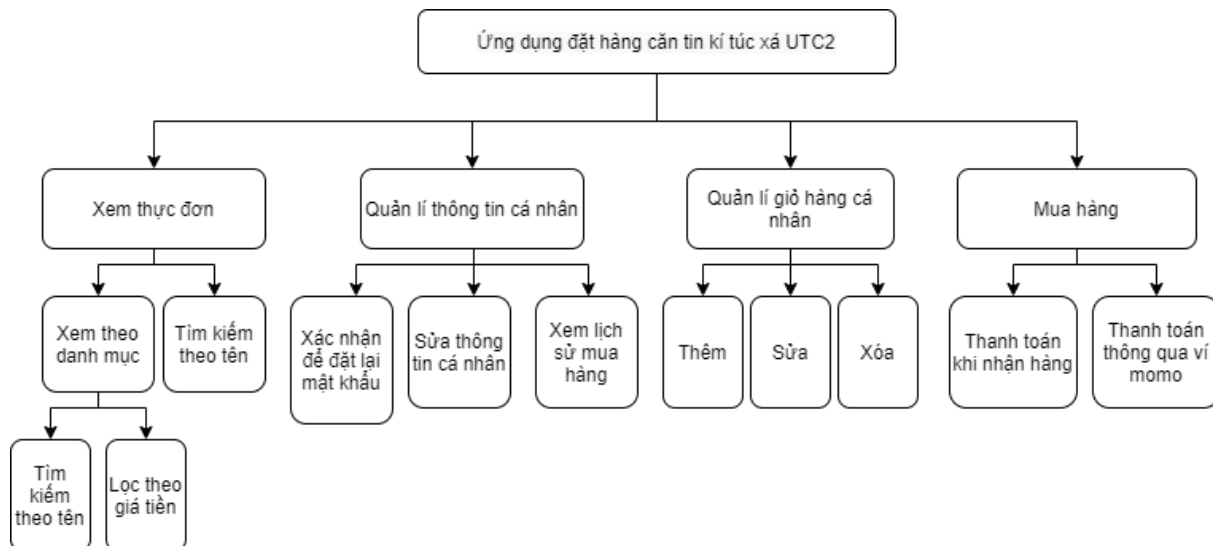 Ứng dụng đặt hàng căn tin kí túc xá UTC2
Xem thực đơn
Quản lí thông tin cá nhân
Quản lí giỏ hàng cá
nhân
Mua hàng
Xem theo
danh mục
Tìm kiếm
theo tên
Xác nhận
để đặt lại
mật khẩu
Sửa thông
tin cá nhân
Xem lịch
sử mua
hàng
Thêm
Sửa
Xóa
Thanh toán
khi nhận hàng
Thanh toán
thông qua ví
momo
Tìm
kiếm
theo tên
Lọc theo
giá tiền